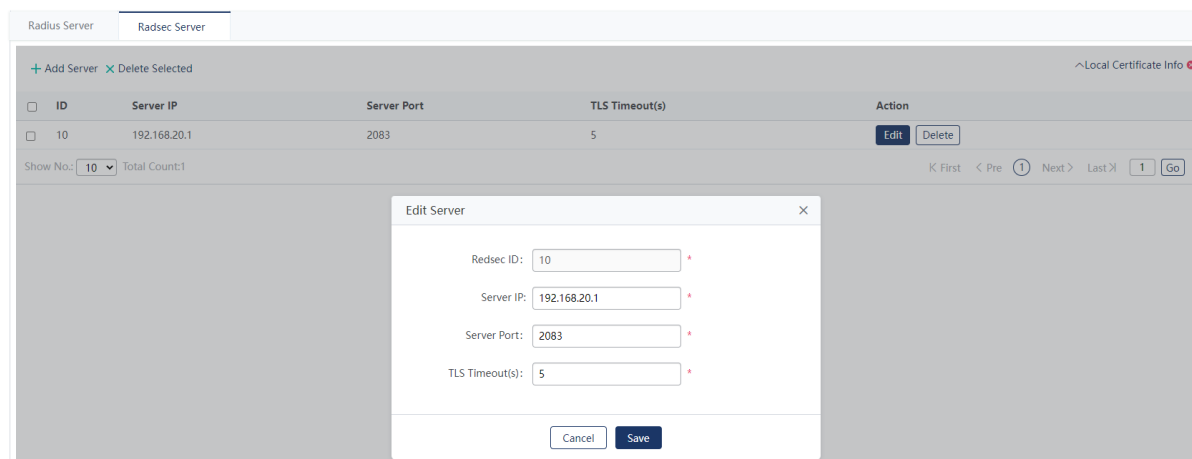 Radius Server Radsec Server
Add Server Delete Selected Local Certificate Info
ID Server IP Server Port TLS Timeout(s) Action
10 192.168.20.1 2083 5 Edit Delete
Show No.: 10 Total Count:1 First < Pre 1 Next > Last 1 Go
Edit Server
Redsec ID: 10 *
Server IP: 192.168.20.1 *
Server Port: 2083 *
TLS Timeout(s): 5 *
Cancel Save